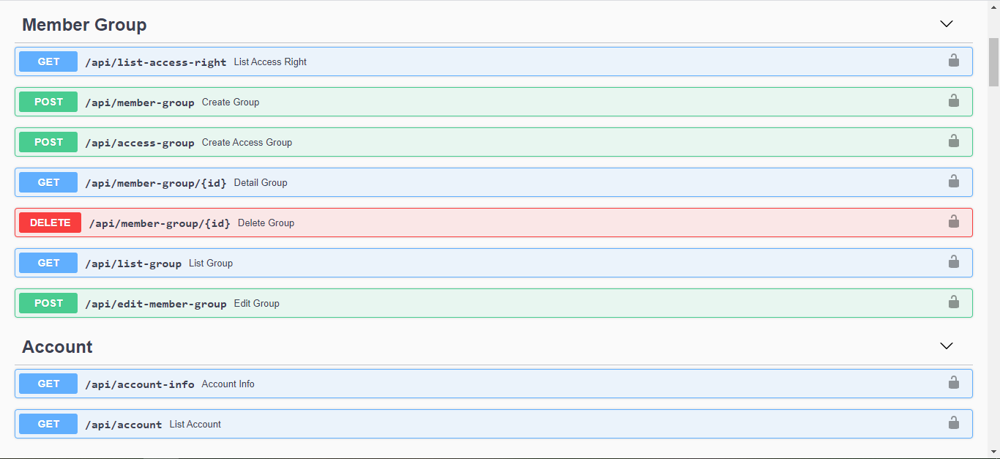 Member Group
GET /api/list-access-right List Access Right
POST /api/member-group Create Group
POST /api/access-group Create Access Group
GET /api/member-group/{id} Detail Group
DELETE /api/member-group/{id} Delete Group
GET /api/list-group List Group
POST /api/edit-member-group Edit Group
Account
GET /api/account-info Account Info
GET /api/account List Account